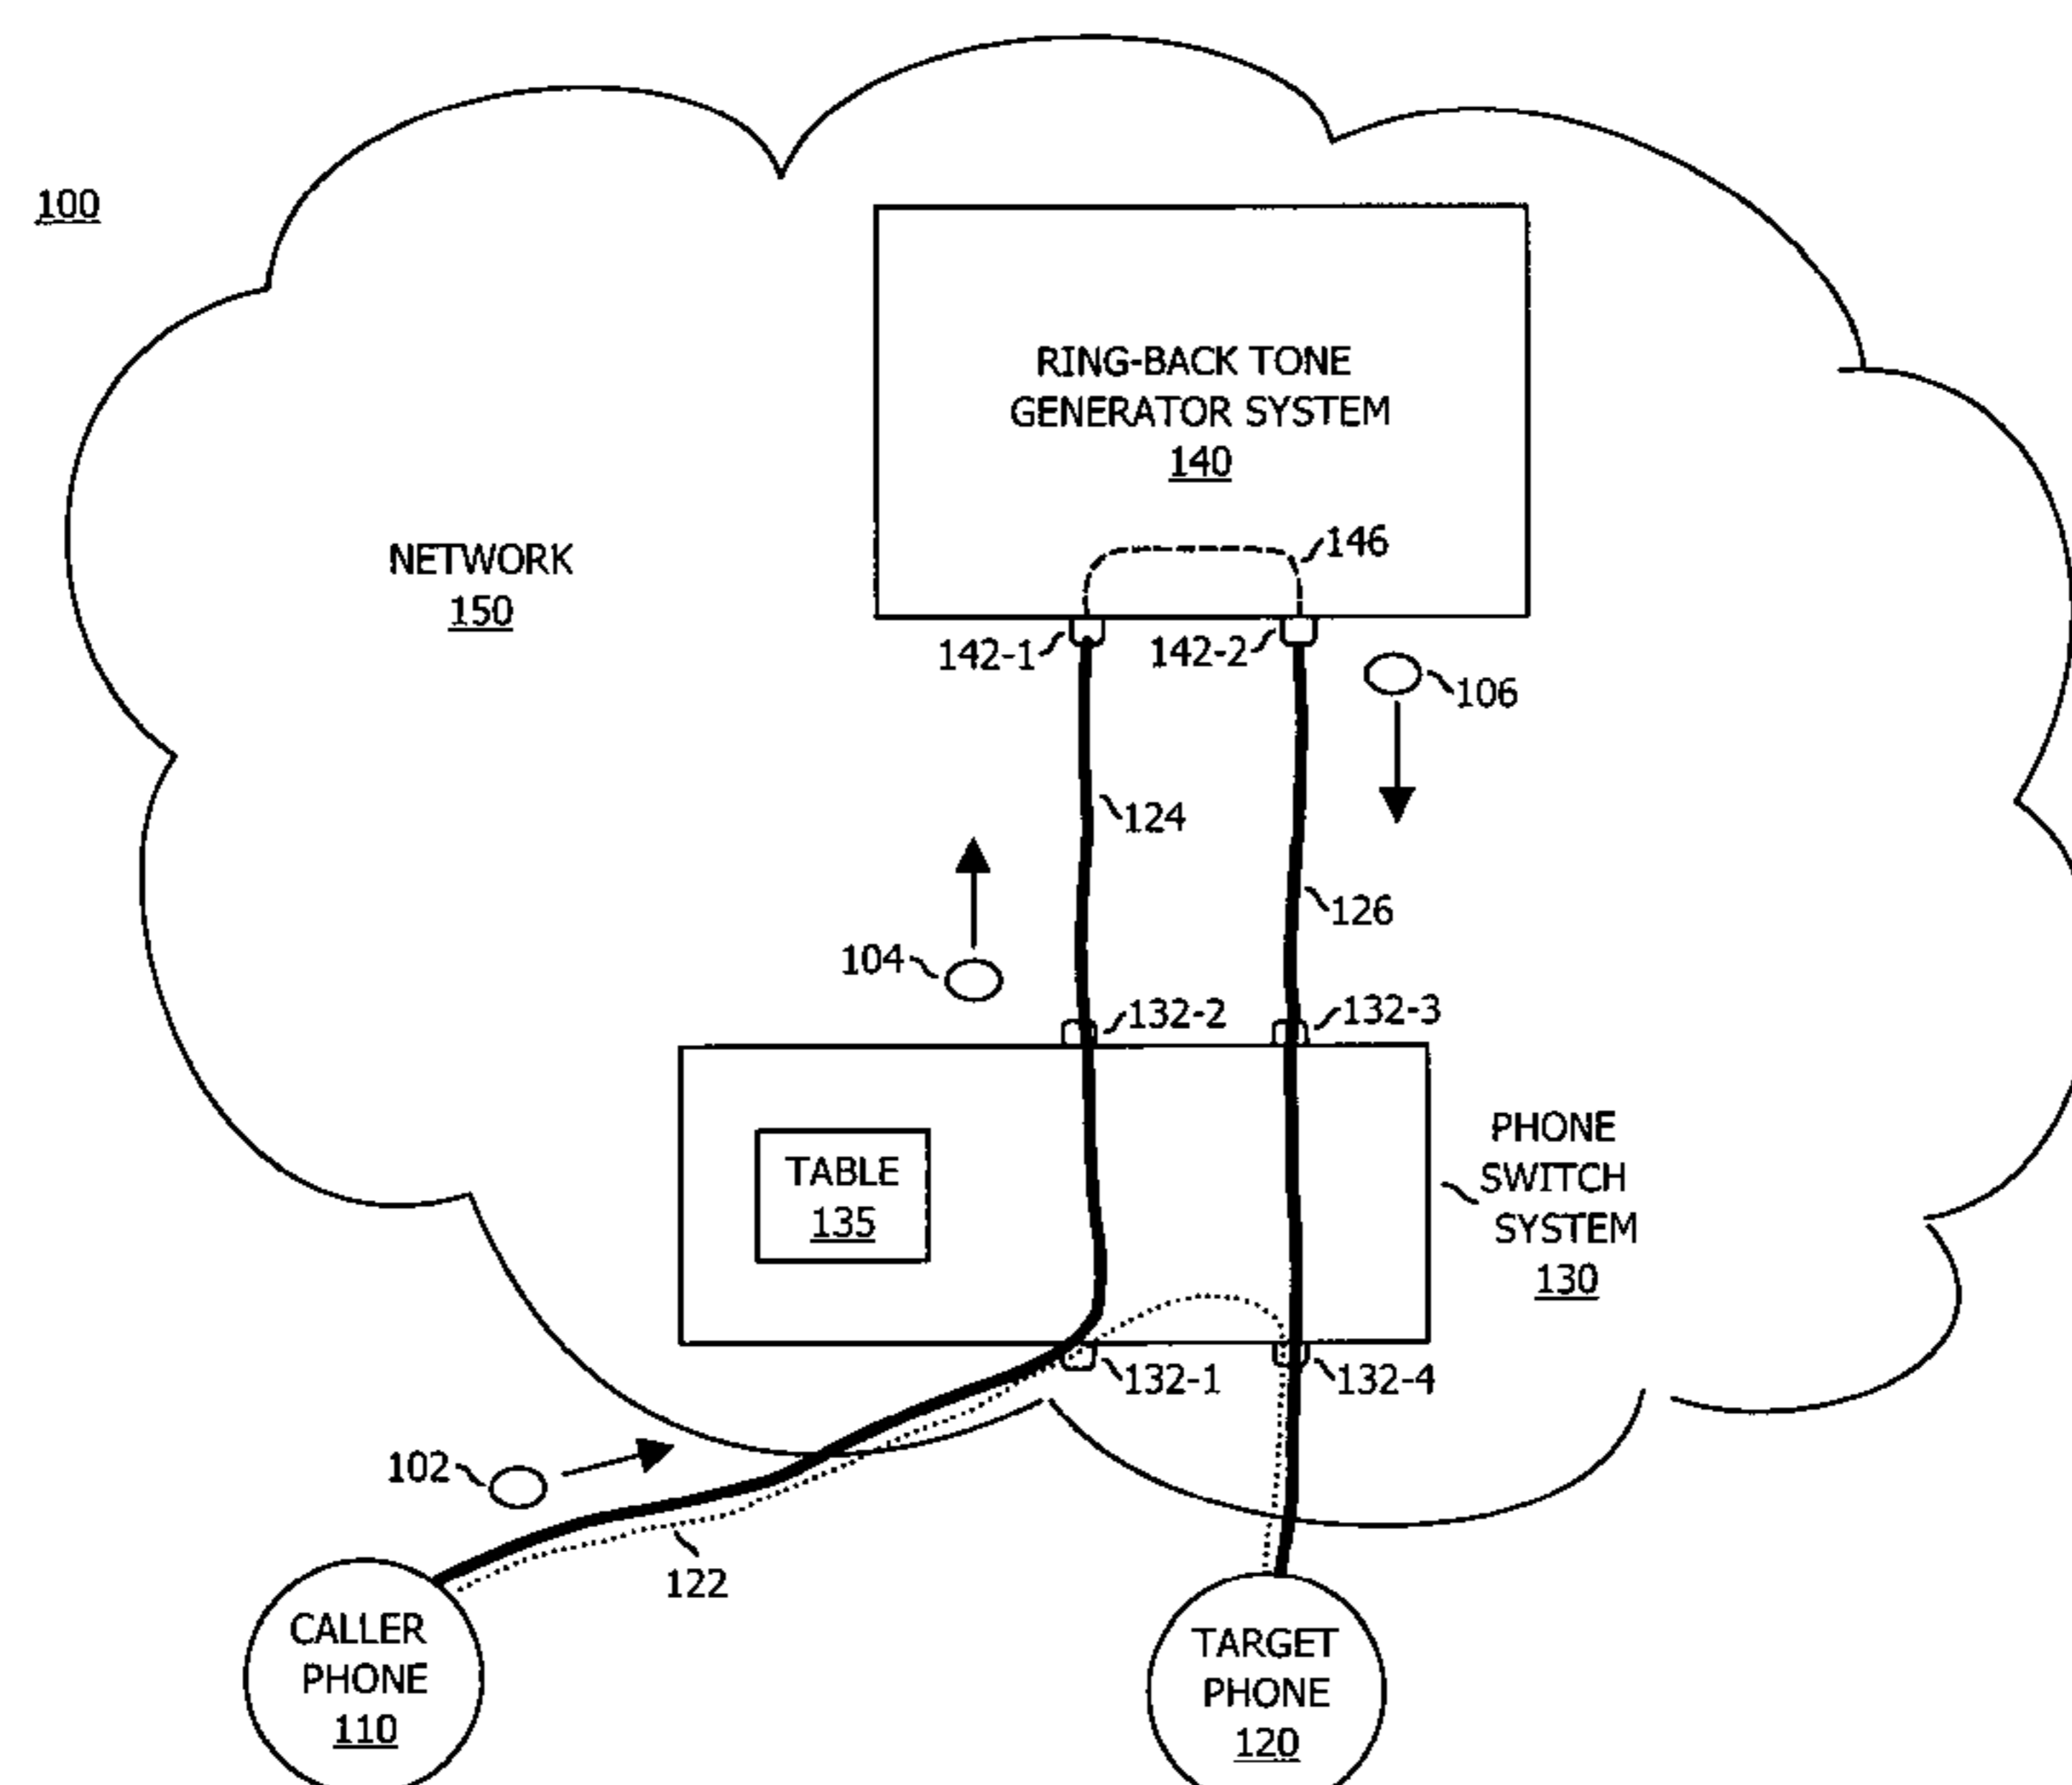 100
RING-BACK TONE
GENERATOR SYSTEM
140
146
NETWORK
150
142-1
142-2
106
124
126
104
132-2
132-3
PHONE
SWITCH
SYSTEM
130
TABLE
135
132-1
132-4
102
122
CALLER
PHONE
110
TARGET
PHONE
120